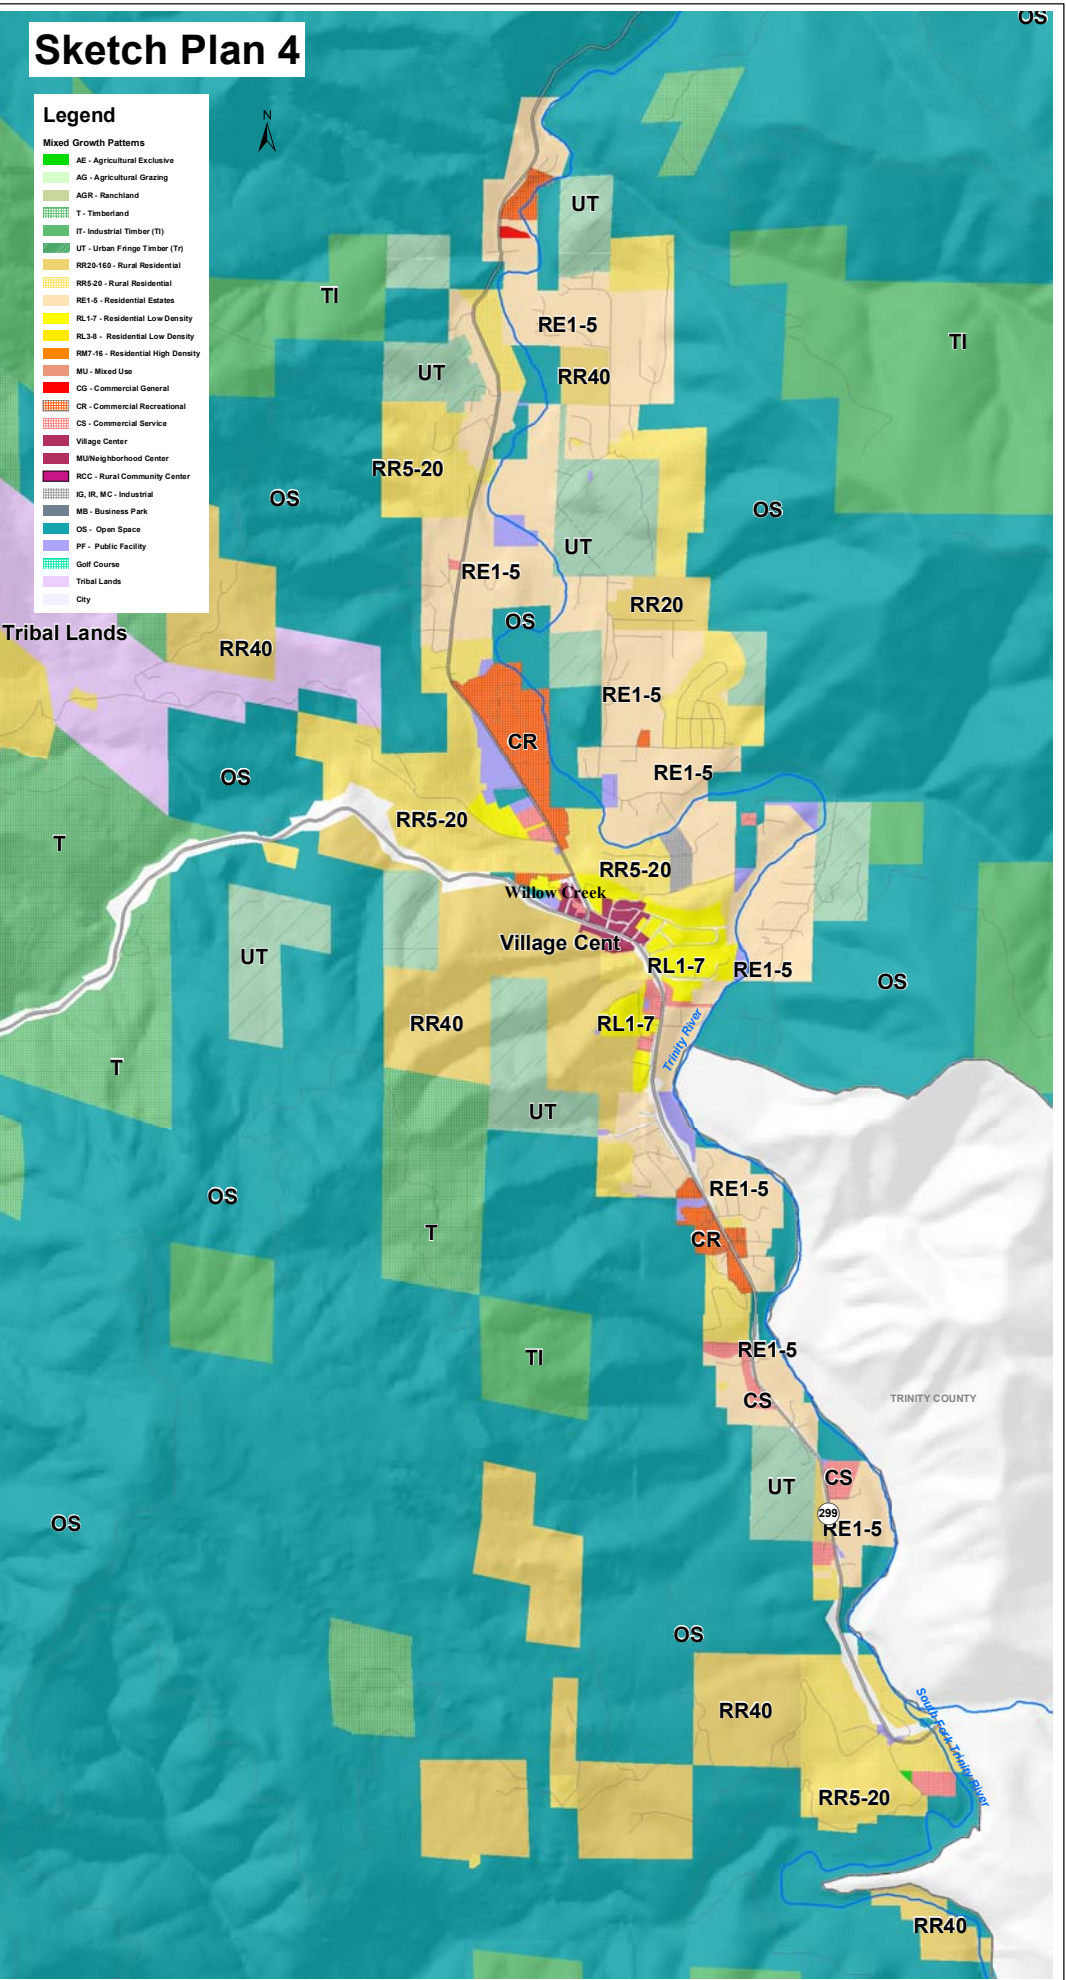 OS
Sketch Plan 4
Legend
Mixed Growth Patterns
AE - Agricultural Exclusive
AG - Agricultural Grazing
AGR - Ranchland
T - Timberland
IT- Industrial Timber (TI)
UT - Urban Fringe Timber (Tr)
RR20-160 - Rural Residential
RR5-20 - Rural Residential
RE1-5 - Residential Estates
RL1-7 - Residential Low Density
RL3-8 - Residential Low Density
RM7-16 - Residential High Density
MU - Mixed Use
CG - Commercial General
CR - Commercial Recreational
CS - Commercial Service
Village Center
MU/Neighborhood Center
RCC - Rural Community Center
IG, IR, MC - Industrial
MB - Business Park
OS - Open Space
PF - Public Facility
Golf Course
Tribal Lands
City
N
UT
TI
RE1-5
TI
UT
RR40
RR5-20
OS
OS
UT
RE1-5
RR20
OS
Tribal Lands
RR40
RE1-5
CR
RE1-5
OS
RR5-20
T
RR5-20
Willow Creek
Village Cent
UT
RL1-7
RE1-5
OS
RR40
RL1-7
Trinity River
T
UT
RE1-5
OS
T
CR
RE1-5
TI
CS
TRINITY COUNTY
UT
CS
299
OS
RE1-5
OS
RR40
South Fork Trinity River
RR5-20
RR40